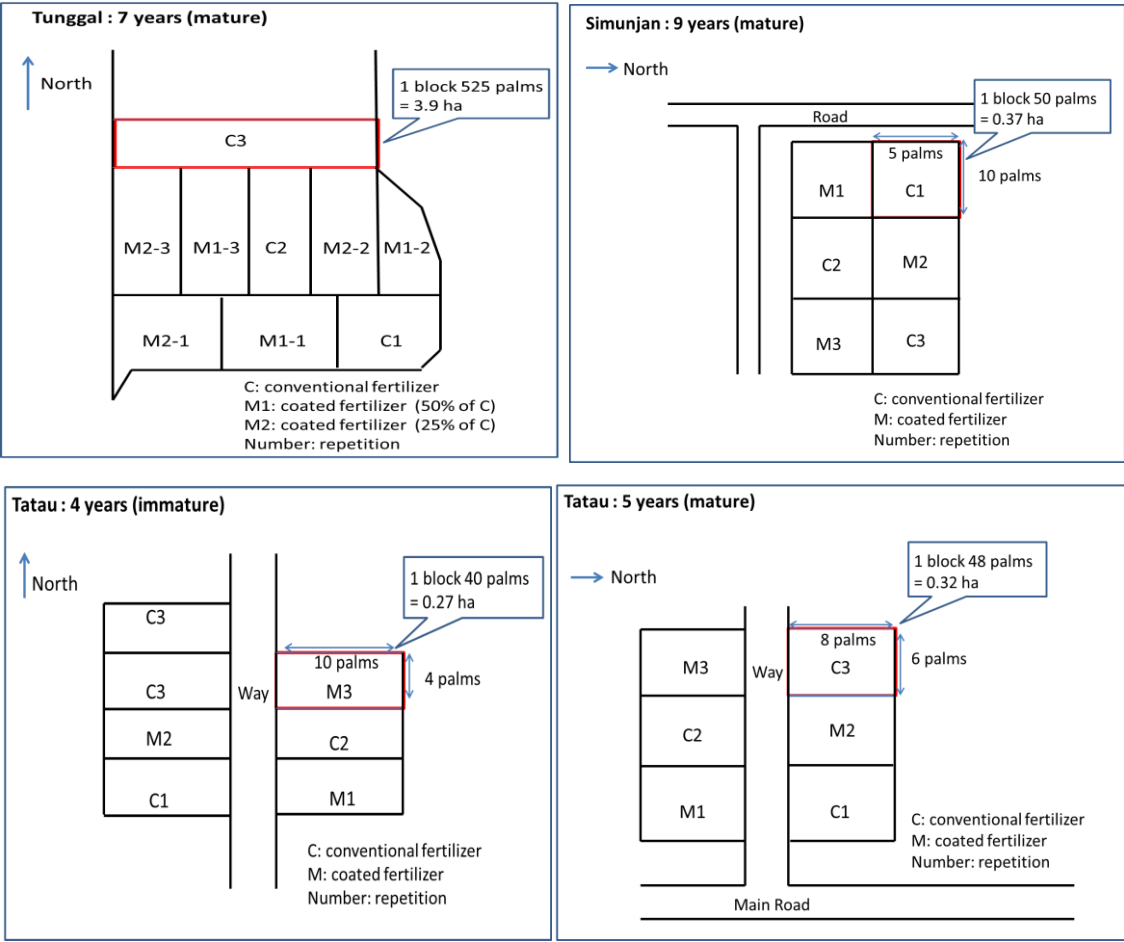 Tunggal : 7 years (mature)
North
1 block 525 palms
= 3.9 ha
C3
M2-3
M1-3
C2
M2-2
M1-2
M2-1
M1-1
C1
C: conventional fertilizer
M1: coated fertilizer (50% of C)
M2: coated fertilizer (25% of C)
Number: repetition
Simunjan : 9 years (mature)
North
1 block 50 palms
= 0.37 ha
Road
5 palms
10 palms
M1
C1
C2
M2
M3
C3
C: conventional fertilizer
M: coated fertilizer
Number: repetition
Tatau : 4 years (immature)
North
1 block 40 palms
= 0.27 ha
C3
10 palms
4 palms
C3
Way
M3
M2
C2
C1
M1
C: conventional fertilizer
M: coated fertilizer
Number: repetition
Tatau : 5 years (mature)
North
1 block 48 palms
= 0.32 ha
8 palms
6 palms
M3
Way
C3
C2
M2
M1
C1
C: conventional fertilizer
M: coated fertilizer
Number: repetition
Main Road